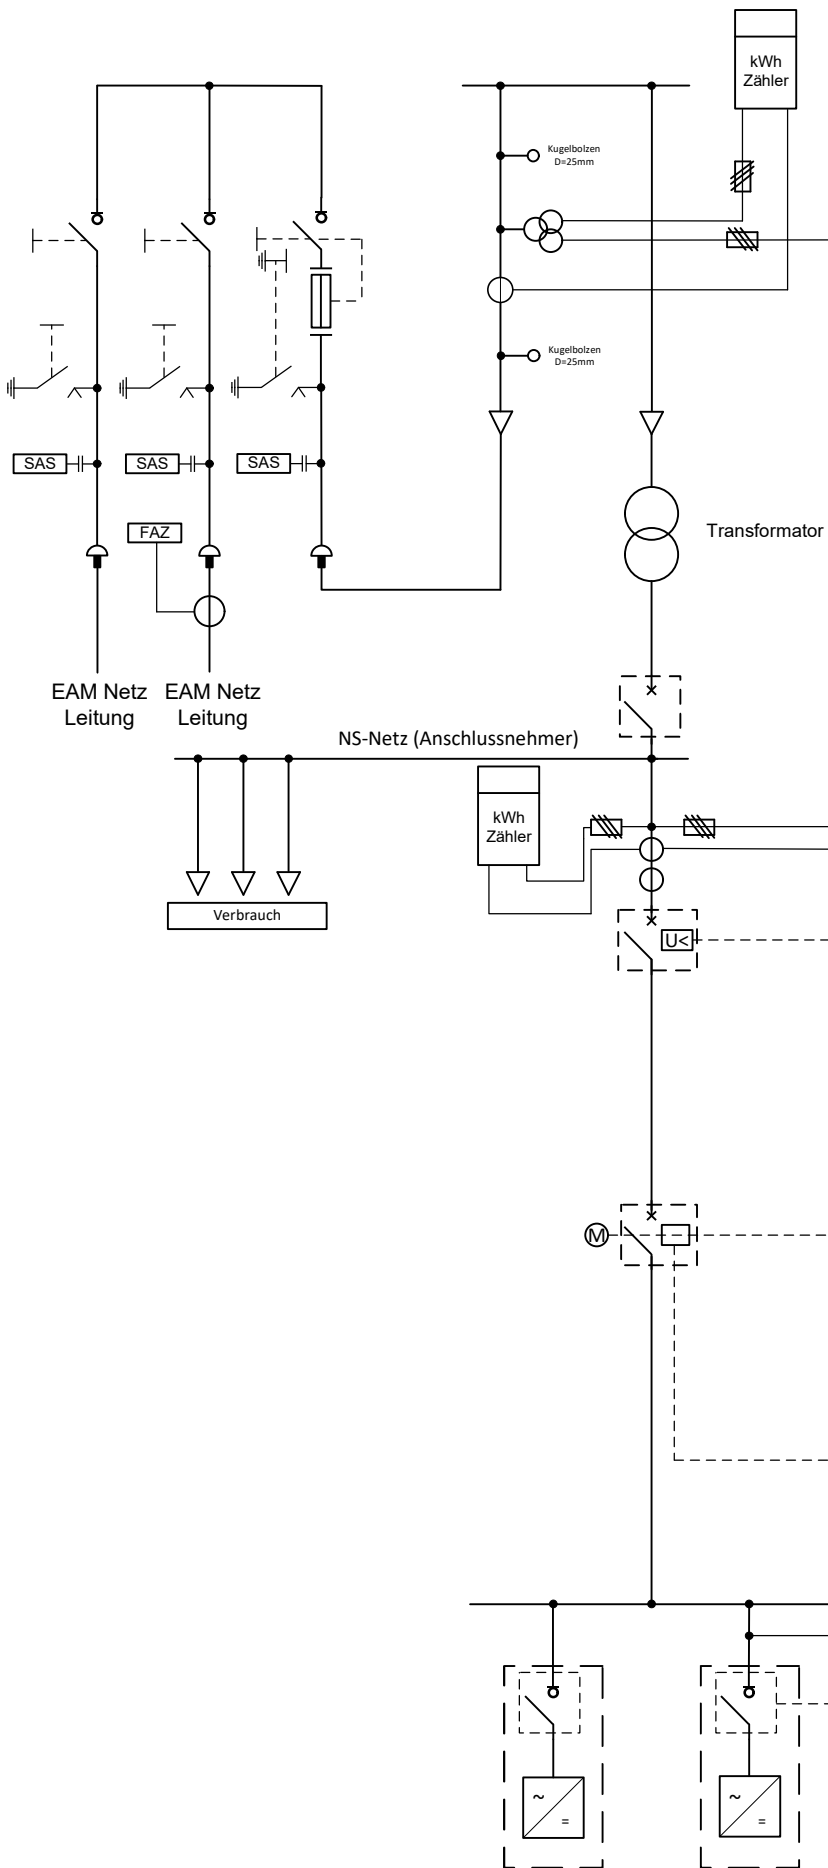 kWh
Zähler
Kugelbolzen
D=25mm
Kugelbolzen
D=25mm
SAS
SAS
SAS
FAZ
Transformator
EAM Netz
Leitung
EAM Netz
Leitung
NS-Netz (Anschlussnehmer)
kWh
Zähler
Verbrauch
U<
M
~
=
~
=